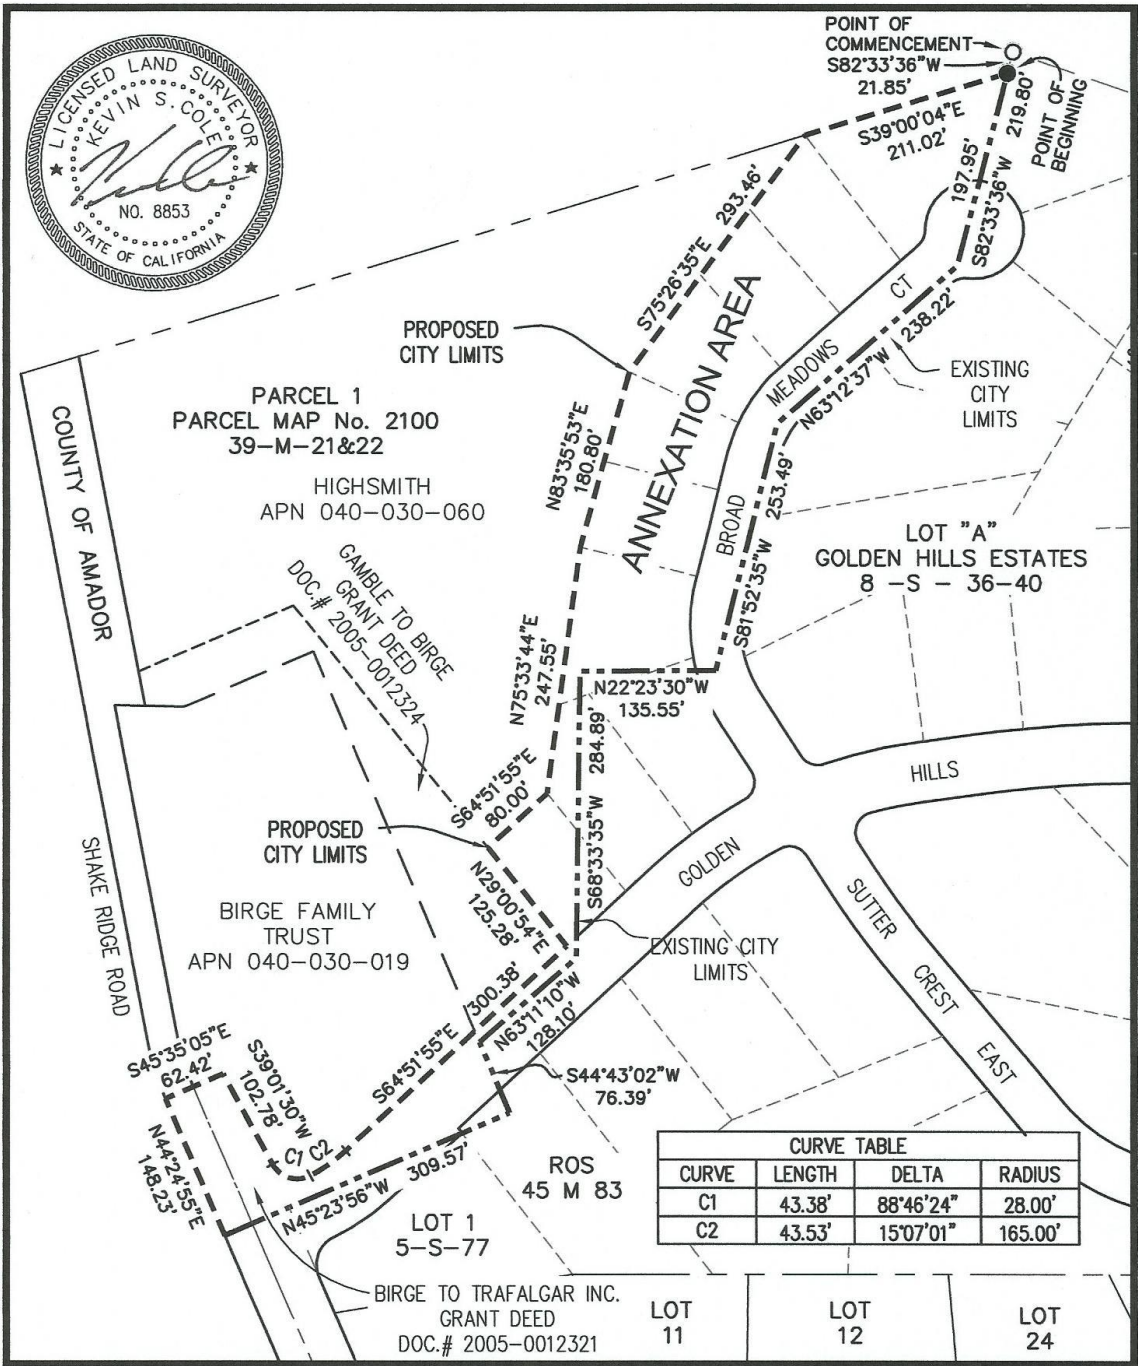 LICENSED LAND SURVEYOR
KEVIN S. COLE
NO. 8853
STATE OF CALIFORNIA
POINT OF
COMMENCEMENT
S82°33'36"W
21.85'
POINT OF
BEGINNING
S39°00'04"E
211.02'
219.80'
197.95'
S82°33'36"W
S75°26'35"E 293.46'
ANNEXATION AREA
PROPOSED
CITY LIMITS
BROAD MEADOWS CT
N63°12'37"W 238.22'
EXISTING
CITY
LIMITS
PARCEL 1
PARCEL MAP No. 2100
39-M-21&22
HIGHSMITH
APN 040-030-060
COUNTY OF AMADOR
N83°35'53"E
180.80'
S81°52'35"W 253.49'
LOT "A"
GOLDEN HILLS ESTATES
8 -S - 36-40
GAMBLE TO BIRGE
GRANT DEED
DOC.# 2005-0012324
N75°33'44"E
247.55'
N22°23'30"W
135.55'
S68°33'35"W 284.89'
S64°51'55"E
80.00'
GOLDEN HILLS
PROPOSED
CITY LIMITS
N29°00'54"E
125.28'
SHAKE RIDGE ROAD
BIRGE FAMILY
TRUST
APN 040-030-019
EXISTING CITY
LIMITS
SUTTER CREST EAST
S64°51'55"E 300.38'
N63°11'10"W
128.10'
S45°35'05"E
62.42'
S39°01'30"W
102.78'
S44°43'02"W
76.39'
N44°24'55"E
148.23'
C1 C2
N45°23'56"W 309.57'
ROS
45 M 83
LOT 1
5-S-77
CURVE TABLE
CURVE LENGTH DELTA RADIUS
C1 43.38' 88°46'24" 28.00'
C2 43.53' 15°07'01" 165.00'
BIRGE TO TRAFALGAR INC.
GRANT DEED
DOC.# 2005-0012321
LOT
11
LOT
12
LOT
24